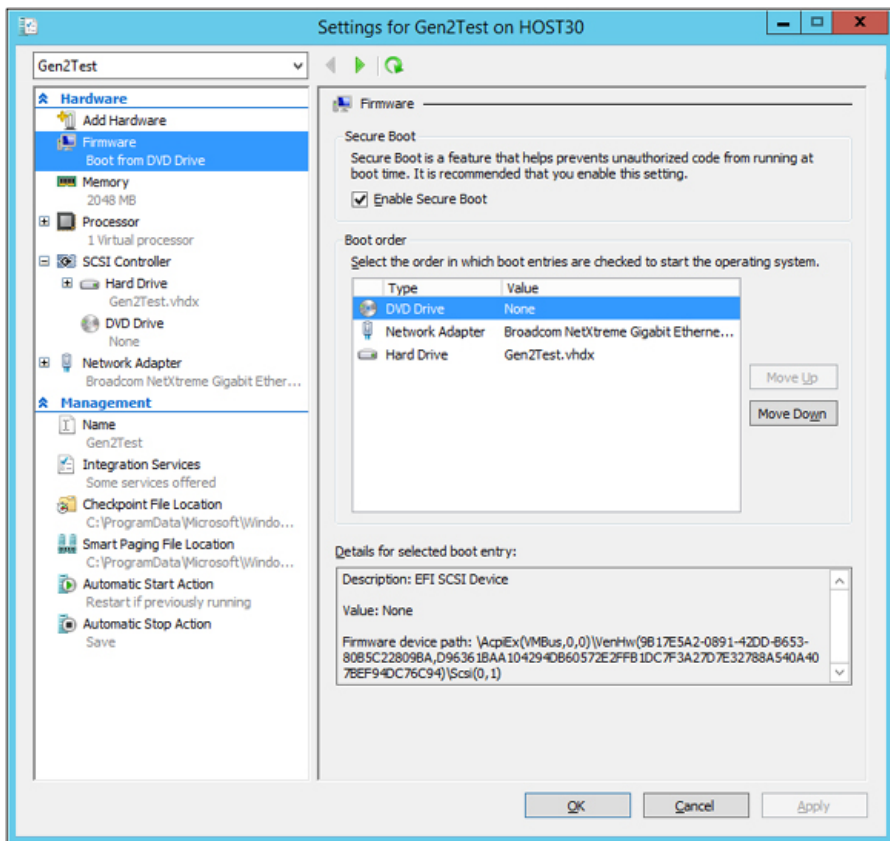 Settings for Gen2Test on HOST30
Gen2Test
Hardware
Add Hardware
Firmware
Boot from DVD Drive
Memory
2048 MB
Processor
1 Virtual processor
SCSI Controller
Hard Drive
Gen2Test.vhdx
DVD Drive
None
Network Adapter
Broadcom NetXtreme Gigabit Ether...
Management
Name
Gen2Test
Integration Services
Some services offered
Checkpoint File Location
C:\ProgramData\Microsoft\Windo...
Smart Paging File Location
C:\ProgramData\Microsoft\Windo...
Automatic Start Action
Restart if previously running
Automatic Stop Action
Save
Firmware
Secure Boot
Secure Boot is a feature that helps prevents unauthorized code from running at
boot time. It is recommended that you enable this setting.
Enable Secure Boot
Boot order
Select the order in which boot entries are checked to start the operating system.
Type Value
DVD Drive None
Network Adapter Broadcom NetXtreme Gigabit Etherne...
Hard Drive Gen2Test.vhdx
Move Up
Move Down
Details for selected boot entry:
Description: EFI SCSI Device
Value: None
Firmware device path: \AcpiEx(VMBus,0,0)\VenHw(9B17E5A2-0891-42DD-B653-
80B5C22809BA,D96361BAA104294DB60572E2FFB1DC7F3A27D7E32788A540A40
7BEF94DC76C94)\Scsi(0,1)
OK Cancel Apply